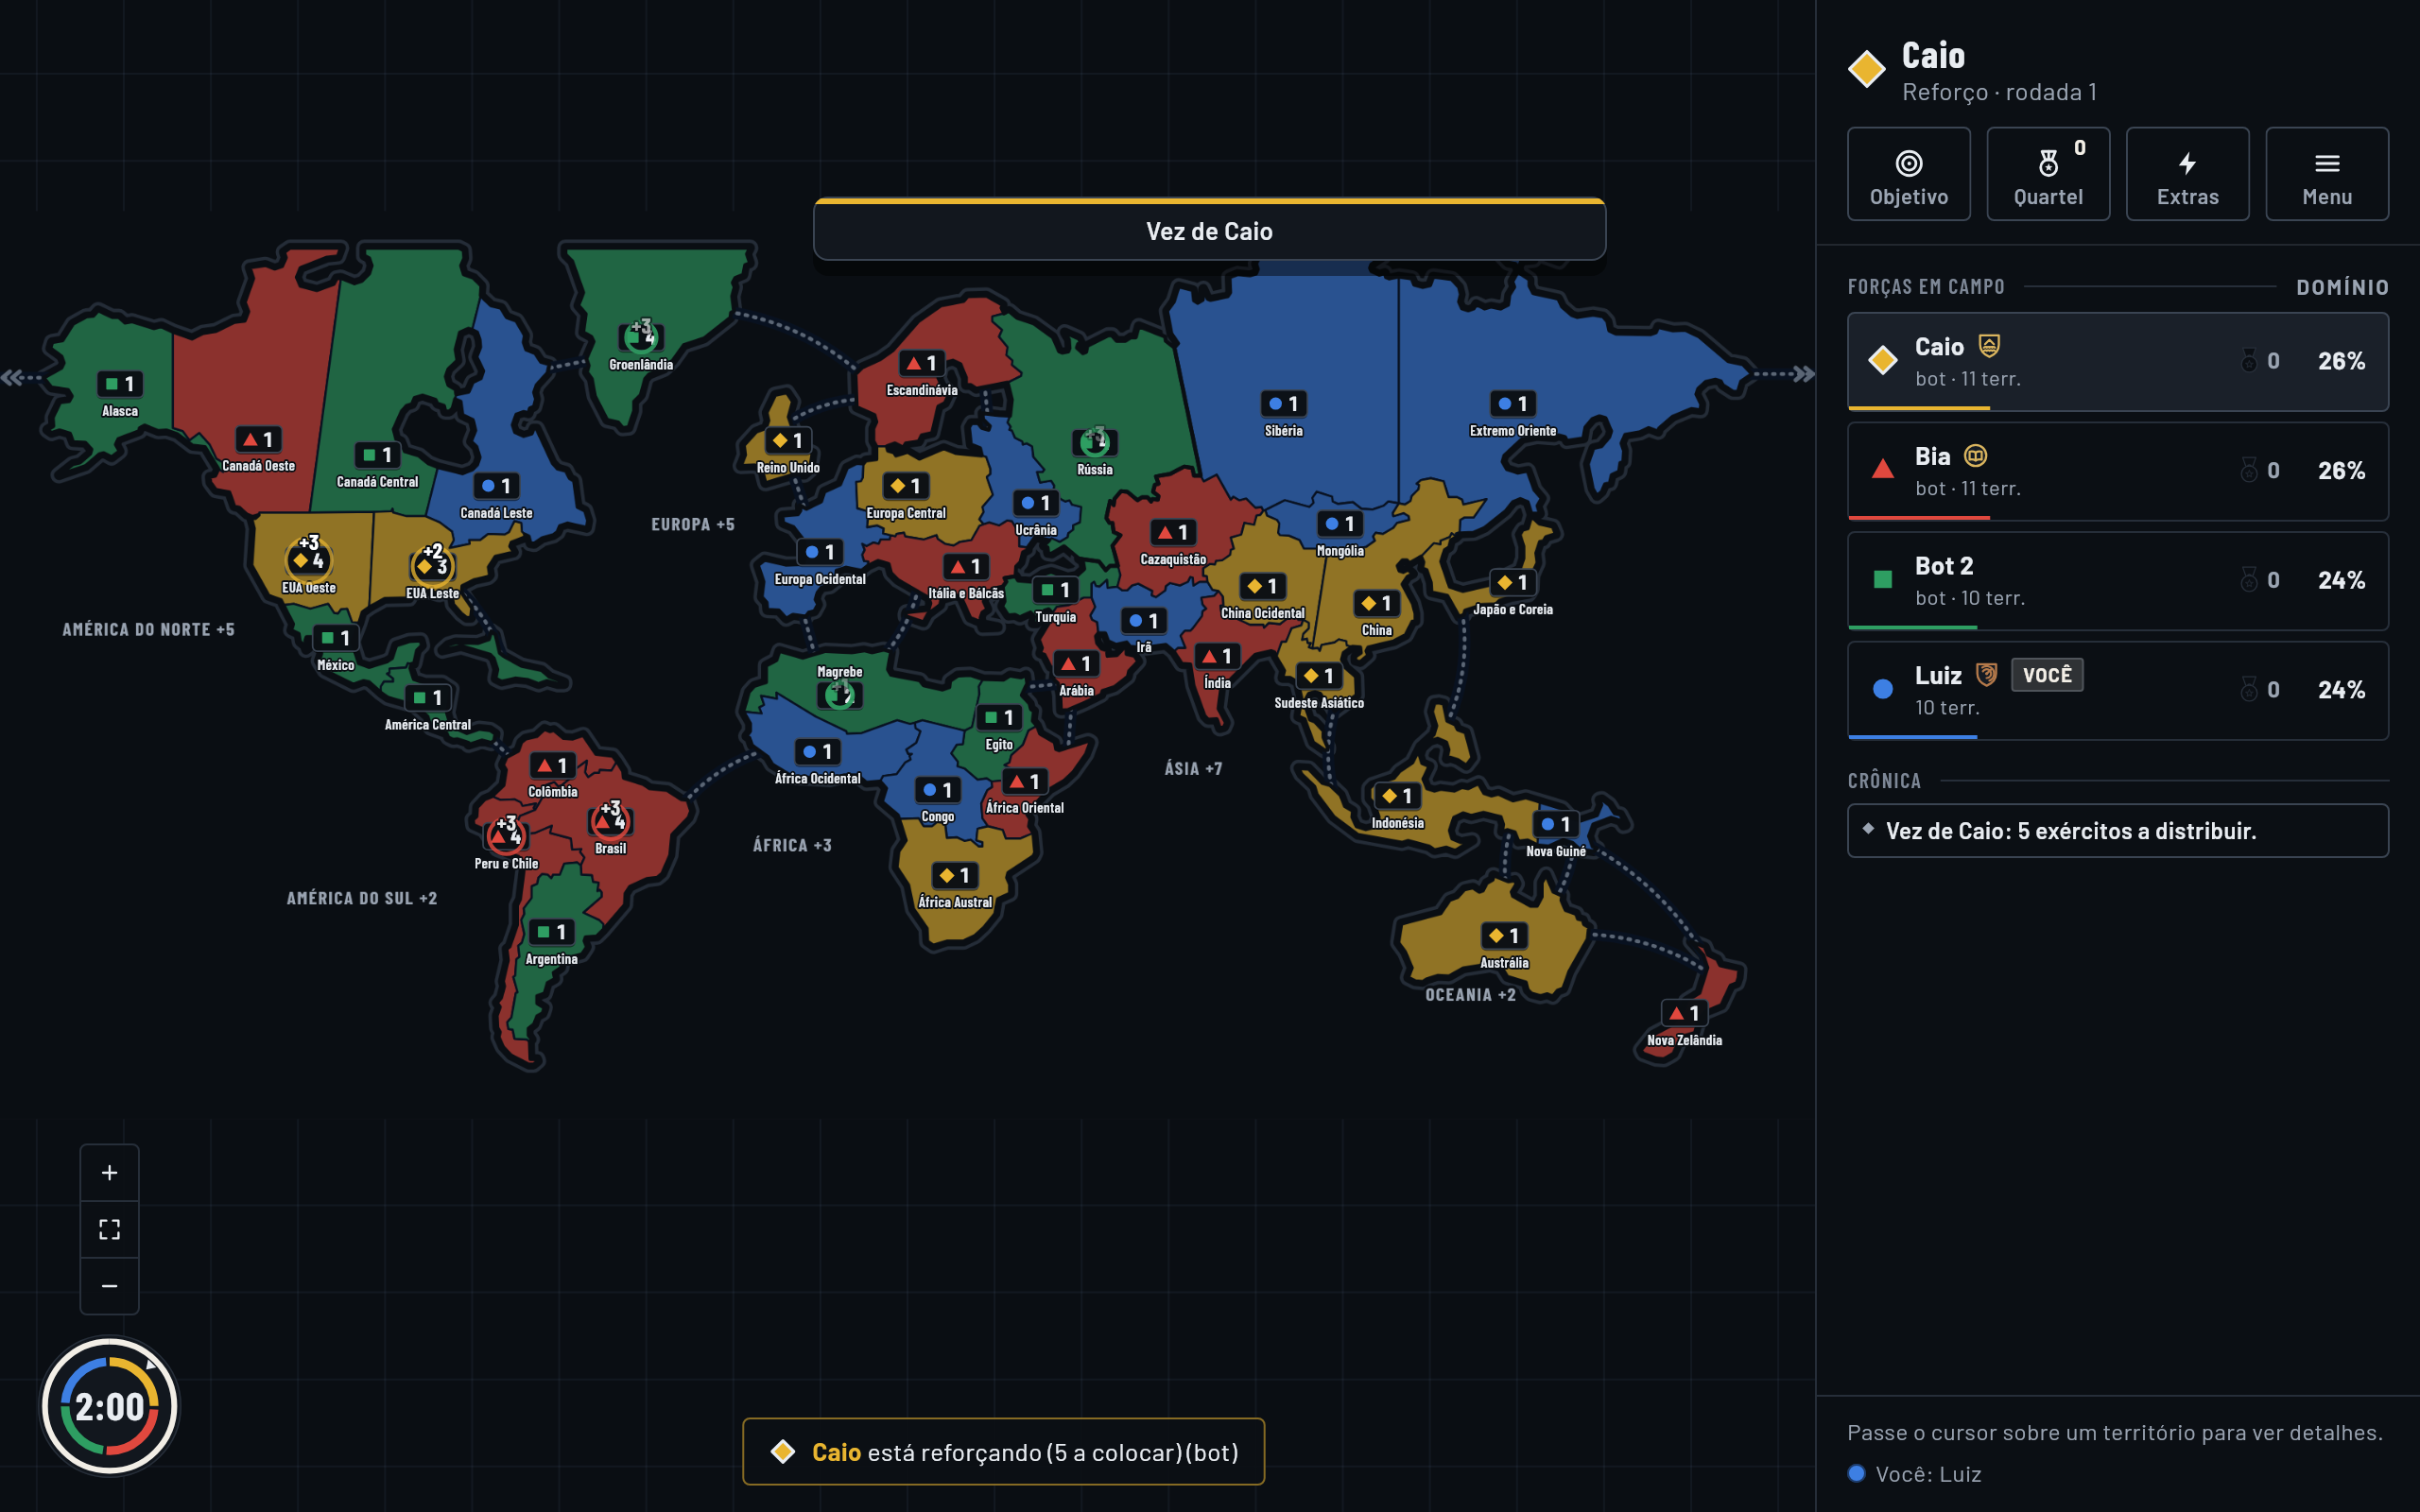 Caio
Reforço · rodada 1
Objetivo
0
Quartel
Extras
Menu
FORÇAS EM CAMPO
DOMÍNIO
Caio
bot · 11 terr.
0
26%
Bia
bot · 11 terr.
0
26%
Bot 2
bot · 10 terr.
0
24%
Luiz
VOCÊ
10 terr.
0
24%
CRÔNICA
Vez de Caio: 5 exércitos a distribuir.
Passe o cursor sobre um território para ver detalhes.
Você: Luiz
Vez de Caio
1
Alasca
1
Canadá Oeste
1
Canadá Central
1
Canadá Leste
+3
4
Groenlândia
+3
4
EUA Oeste
+2
3
EUA Leste
1
México
1
América Central
AMÉRICA DO NORTE +5
1
Colômbia
+3
4
Peru e Chile
+3
4
Brasil
1
Argentina
AMÉRICA DO SUL +2
1
Escandinávia
1
Reino Unido
1
Europa Central
1
Ucrânia
+3
Rússia
1
Europa Ocidental
1
Itália e Bálcãs
EUROPA +5
Magrebe
1
Egito
1
África Ocidental
1
Congo
1
África Oriental
1
África Austral
ÁFRICA +3
1
Sibéria
1
Extremo Oriente
1
Cazaquistão
1
Mongólia
1
China Ocidental
1
China
1
Japão e Coreia
1
Turquia
1
Irã
1
Arábia
1
Índia
1
Sudeste Asiático
ÁSIA +7
1
Indonésia
1
Nova Guiné
1
Austrália
1
Nova Zelândia
OCEANIA +2
+
−
2:00
Caio está reforçando (5 a colocar) (bot)